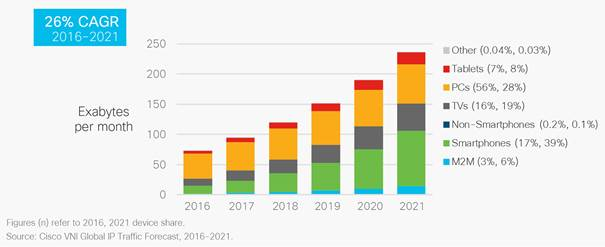 26% CAGR
2016–2021
Exabytes
per month
250
200
150
100
50
0
2016
2017
2018
2019
2020
2021
Other (0.04%, 0.03%)
Tablets (7%, 8%)
PCs (56%, 28%)
TVs (16%, 19%)
Non-Smartphones (0.2%, 0.1%)
Smartphones (17%, 39%)
M2M (3%, 6%)
Figures (n) refer to 2016, 2021 device share.
Source: Cisco VNI Global IP Traffic Forecast, 2016–2021.